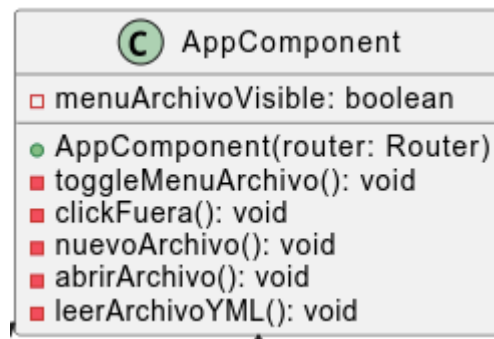 C AppComponent
menuArchivoVisible: boolean
AppComponent(router: Router)
toggleMenuArchivo(): void
clickFuera(): void
nuevoArchivo(): void
abrirArchivo(): void
leerArchivoYML(): void